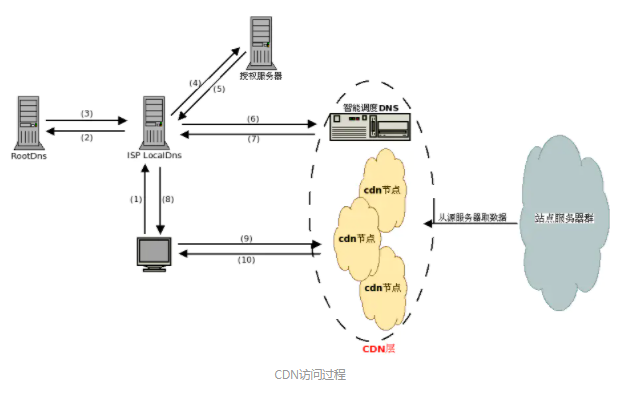 授权服务器
(4)
(5)
智能调度DNS
(3)
(2)
RootDns
ISP LocalDns
(6)
(7)
cdn节点
(1)
(8)
从源服务器取数据
站点服务器群
cdn节点
(9)
(10)
cdn节点
CDN层
CDN访问过程